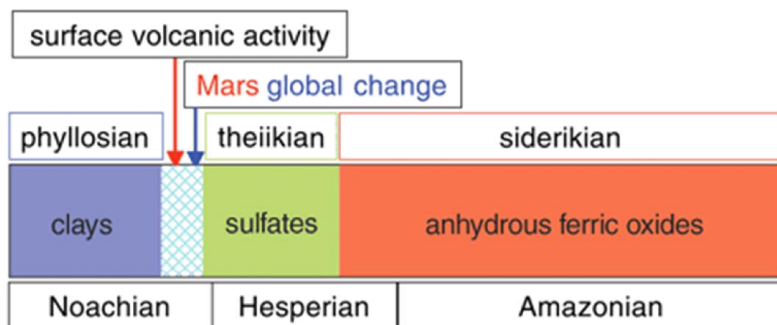 surface volcanic activity
Mars global change
phyllosian
theiikian
siderikian
clays
sulfates
anhydrous ferric oxides
Noachian
Hesperian
Amazonian